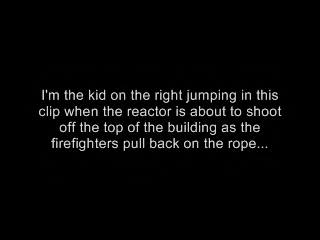 I'm the kid on the right jumping in this
clip when the reactor is about to shoot
off the top of the building as the
firefighters pull back on the rope...